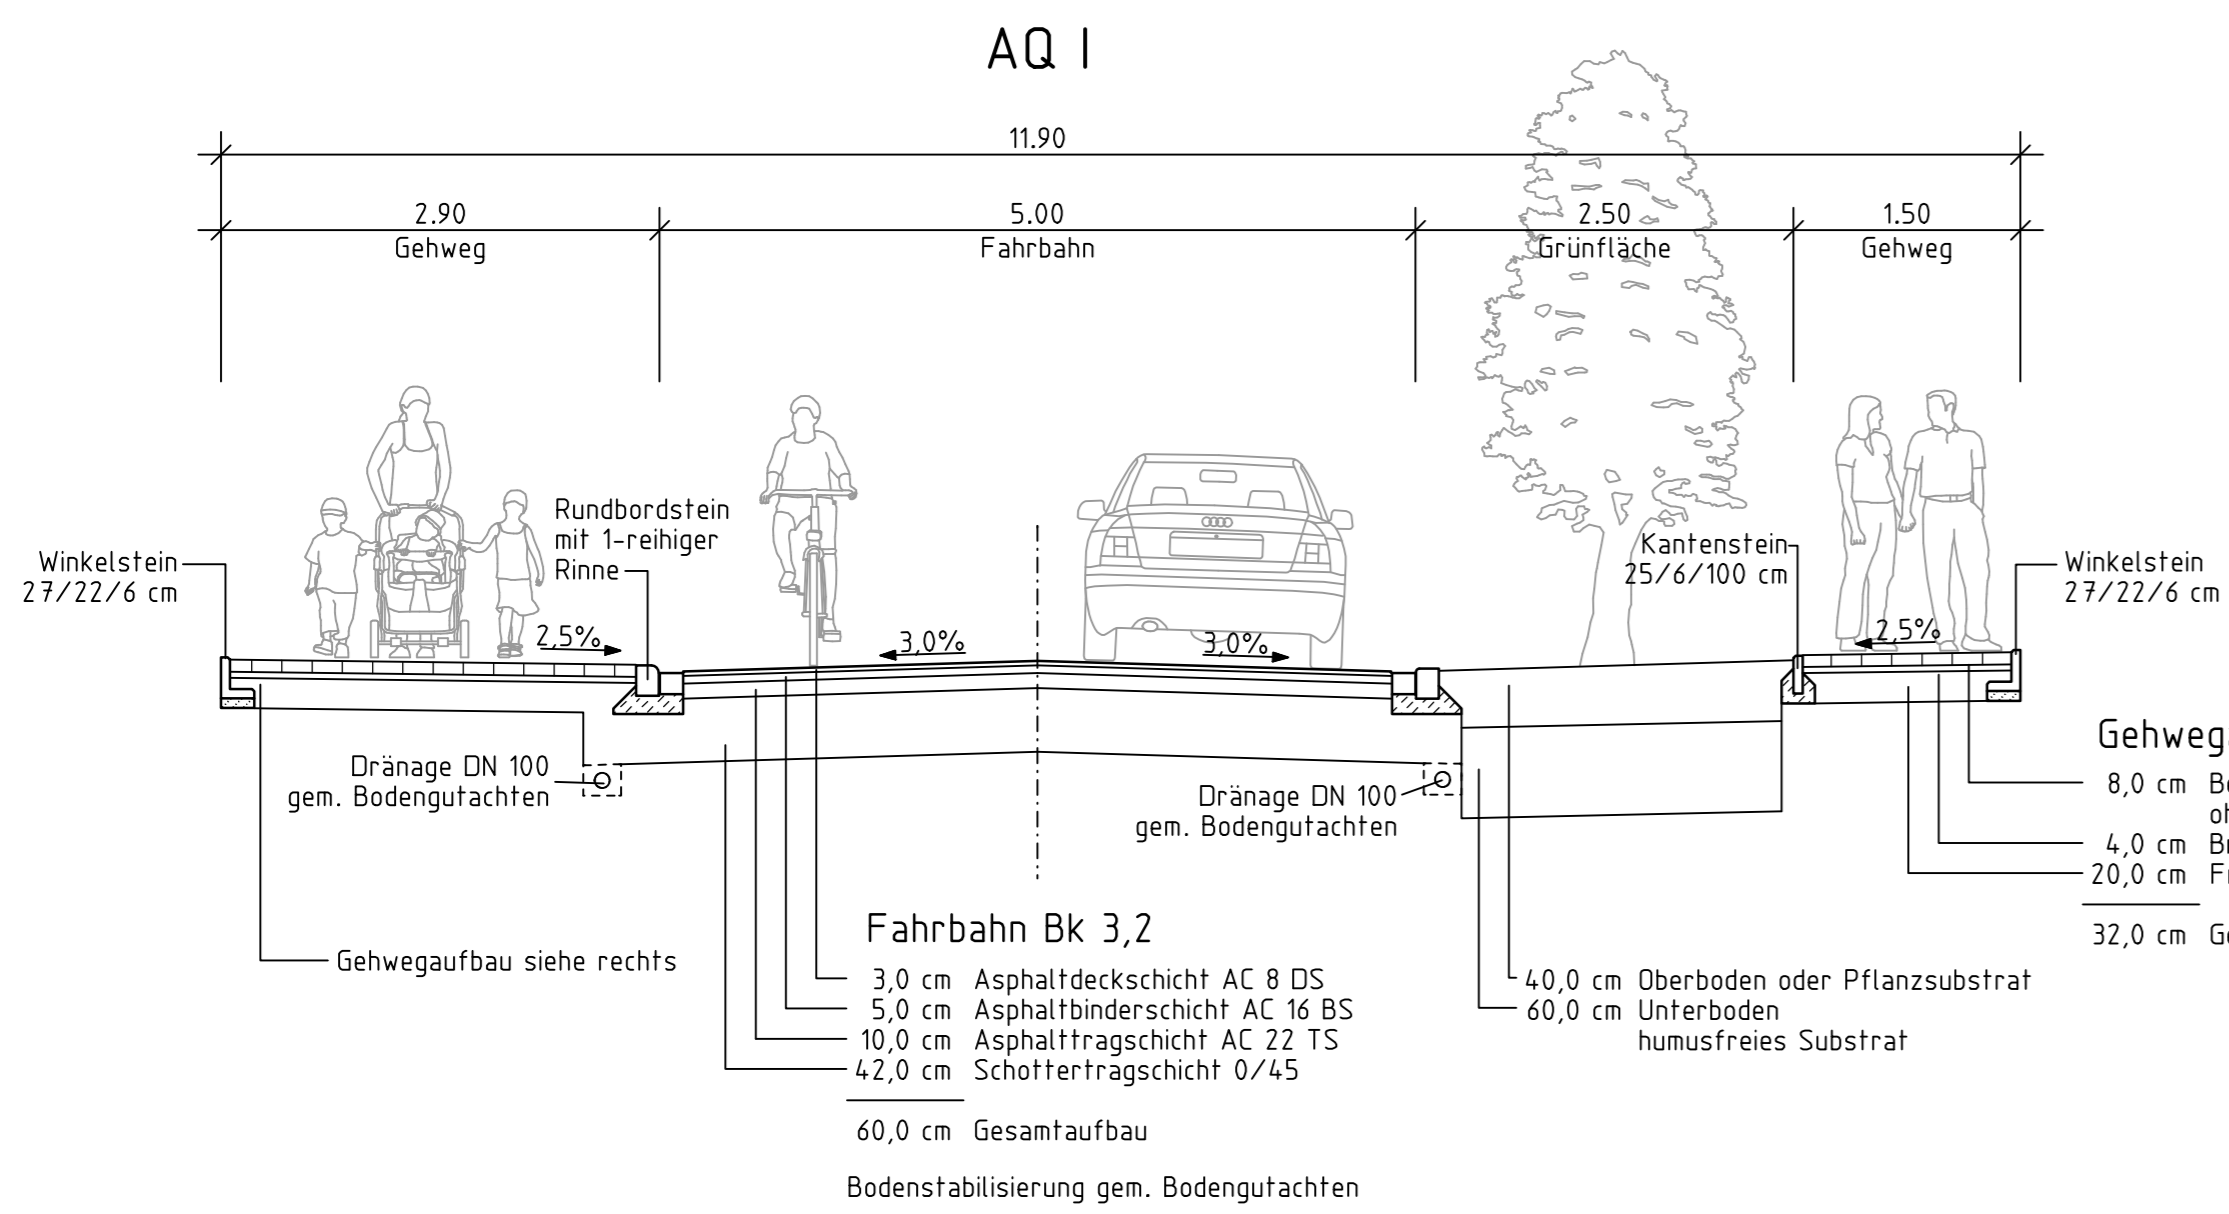 AQ I
11.90
2.90
5.00
2.50
1.50
Gehweg
Fahrbahn
Grünfläche
Gehweg
Rundbordstein
mit 1-reihiger
Rinne
Winkelstein
27/22/6 cm
Kantenstein
25/6/100 cm
Winkelstein
27/22/6 cm
2,5%
3,0%
3,0%
2,5%
Dränage DN 100
gem. Bodengutachten
Dränage DN 100
gem. Bodengutachten
8,0 cm
4,0 cm
20,0 cm
32,0 cm
Gehwegaufbau siehe rechts
Fahrbahn Bk 3,2
3,0 cm Asphaltdeckschicht AC 8 DS
5,0 cm Asphaltbinderschicht AC 16 BS
10,0 cm Asphalttragschicht AC 22 TS
42,0 cm Schottertragschicht 0/45
60,0 cm Gesamtaufbau
Bodenstabilisierung gem. Bodengutachten
40,0 cm Oberboden oder Pflanzsubstrat
60,0 cm Unterboden
humusfreies Substrat